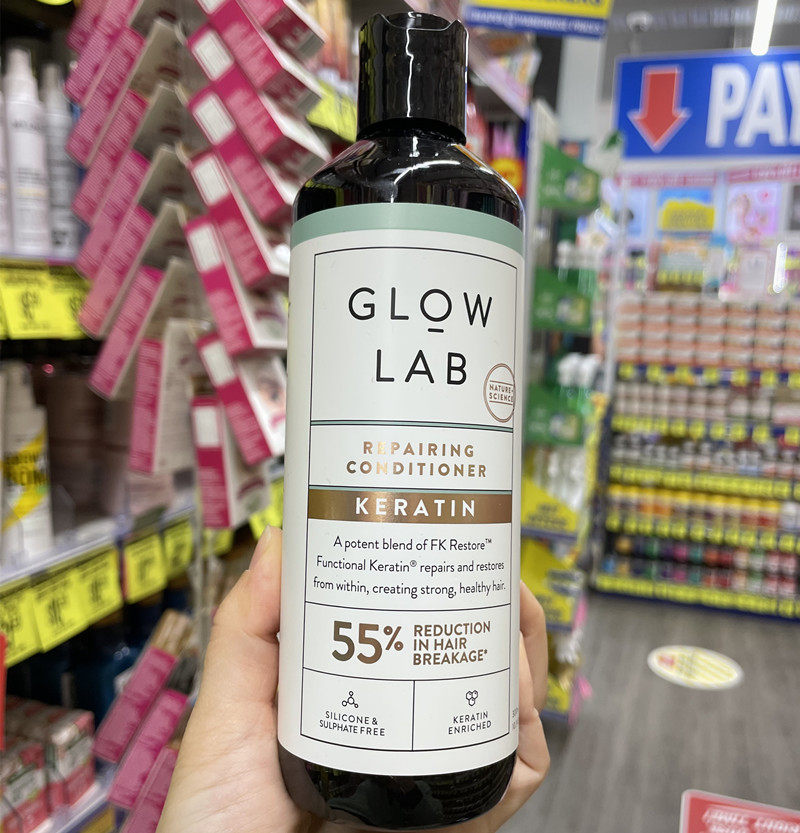 GLOW
LAB
NATURE+
SCIENCE
REPAIRING
CONDITIONER
KERATIN
A potent blend of FK Restore™
Functional Keratin® repairs and restores
from within, creating strong, healthy hair.
55% REDUCTION
IN HAIR
BREAKAGE*
SILICONE &
SULPHATE FREE
KERATIN
ENRICHED
PAY